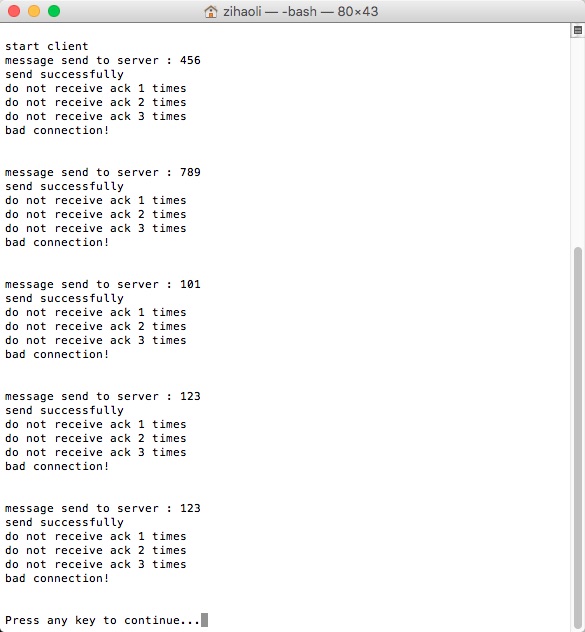 zihaoli — -bash — 80×43
start client
message send to server : 456
send successfully
do not receive ack 1 times
do not receive ack 2 times
do not receive ack 3 times
bad connection!
message send to server : 789
send successfully
do not receive ack 1 times
do not receive ack 2 times
do not receive ack 3 times
bad connection!
message send to server : 101
send successfully
do not receive ack 1 times
do not receive ack 2 times
do not receive ack 3 times
bad connection!
message send to server : 123
send successfully
do not receive ack 1 times
do not receive ack 2 times
do not receive ack 3 times
bad connection!
message send to server : 123
send successfully
do not receive ack 1 times
do not receive ack 2 times
do not receive ack 3 times
bad connection!
Press any key to continue...